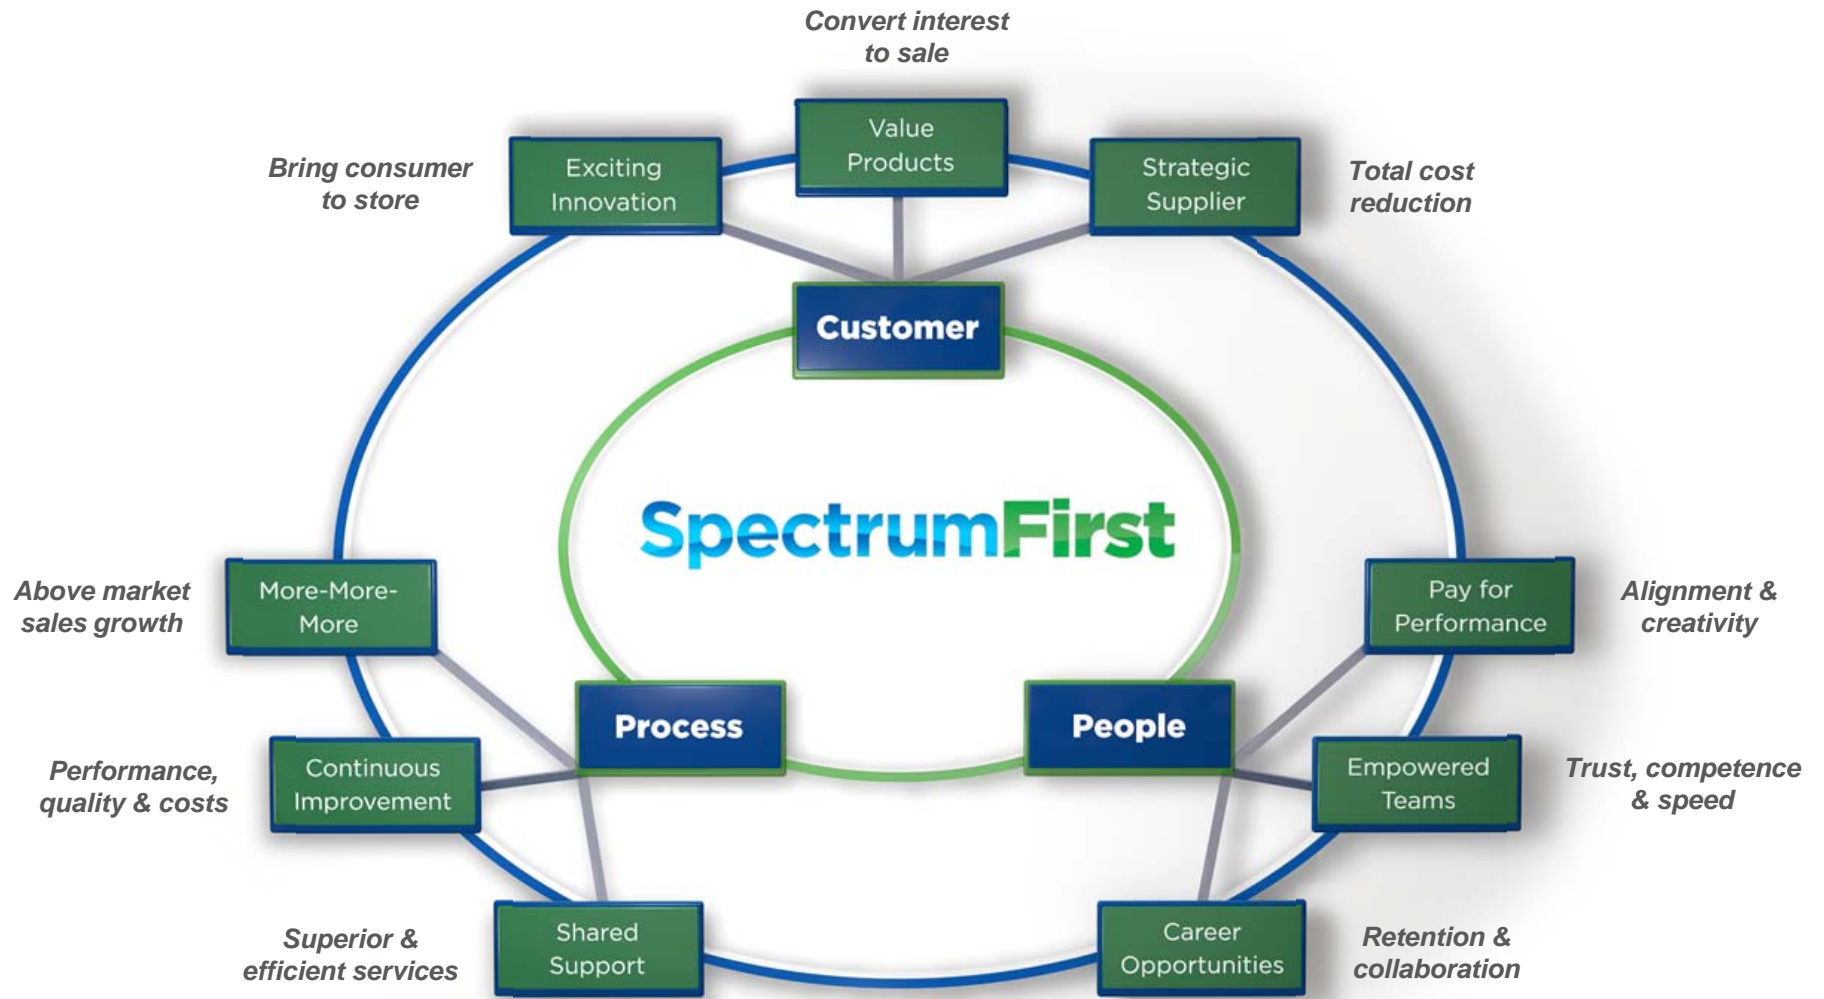 Convert interest
to sale
Value
Products
Bring consumer
to store
Exciting
Innovation
Strategic
Supplier
Total cost
reduction
Customer
SpectrumFirst
Above market
sales growth
More-More-
More
Pay for
Performance
Alignment &
creativity
Process
People
Performance,
quality & costs
Continuous
Improvement
Empowered
Teams
Trust, competence
& speed
Superior &
efficient services
Shared
Support
Career
Opportunities
Retention &
collaboration